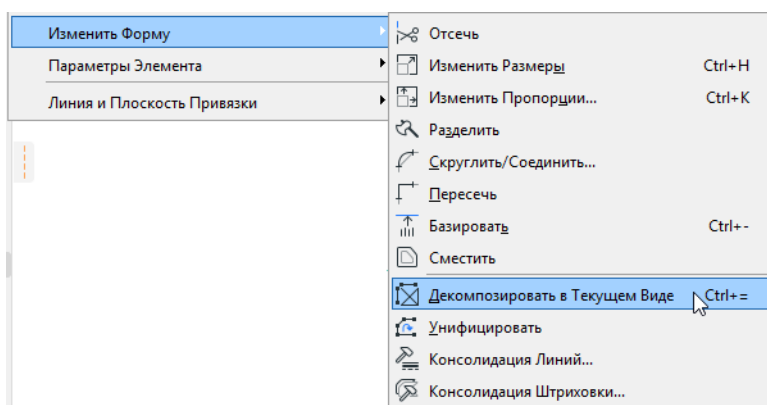 Изменить Форму
Параметры Элемента
Линия и Плоскость Привязки
Отсечь
Изменить Размеры Ctrl+H
Изменить Пропорции... Ctrl+K
Разделить
Скруглить/Соединить...
Пересечь
Базировать Ctrl+-
Сместить
Декомпозировать в Текущем Виде Ctrl+=
Унифицировать
Консолидация Линий...
Консолидация Штриховки...